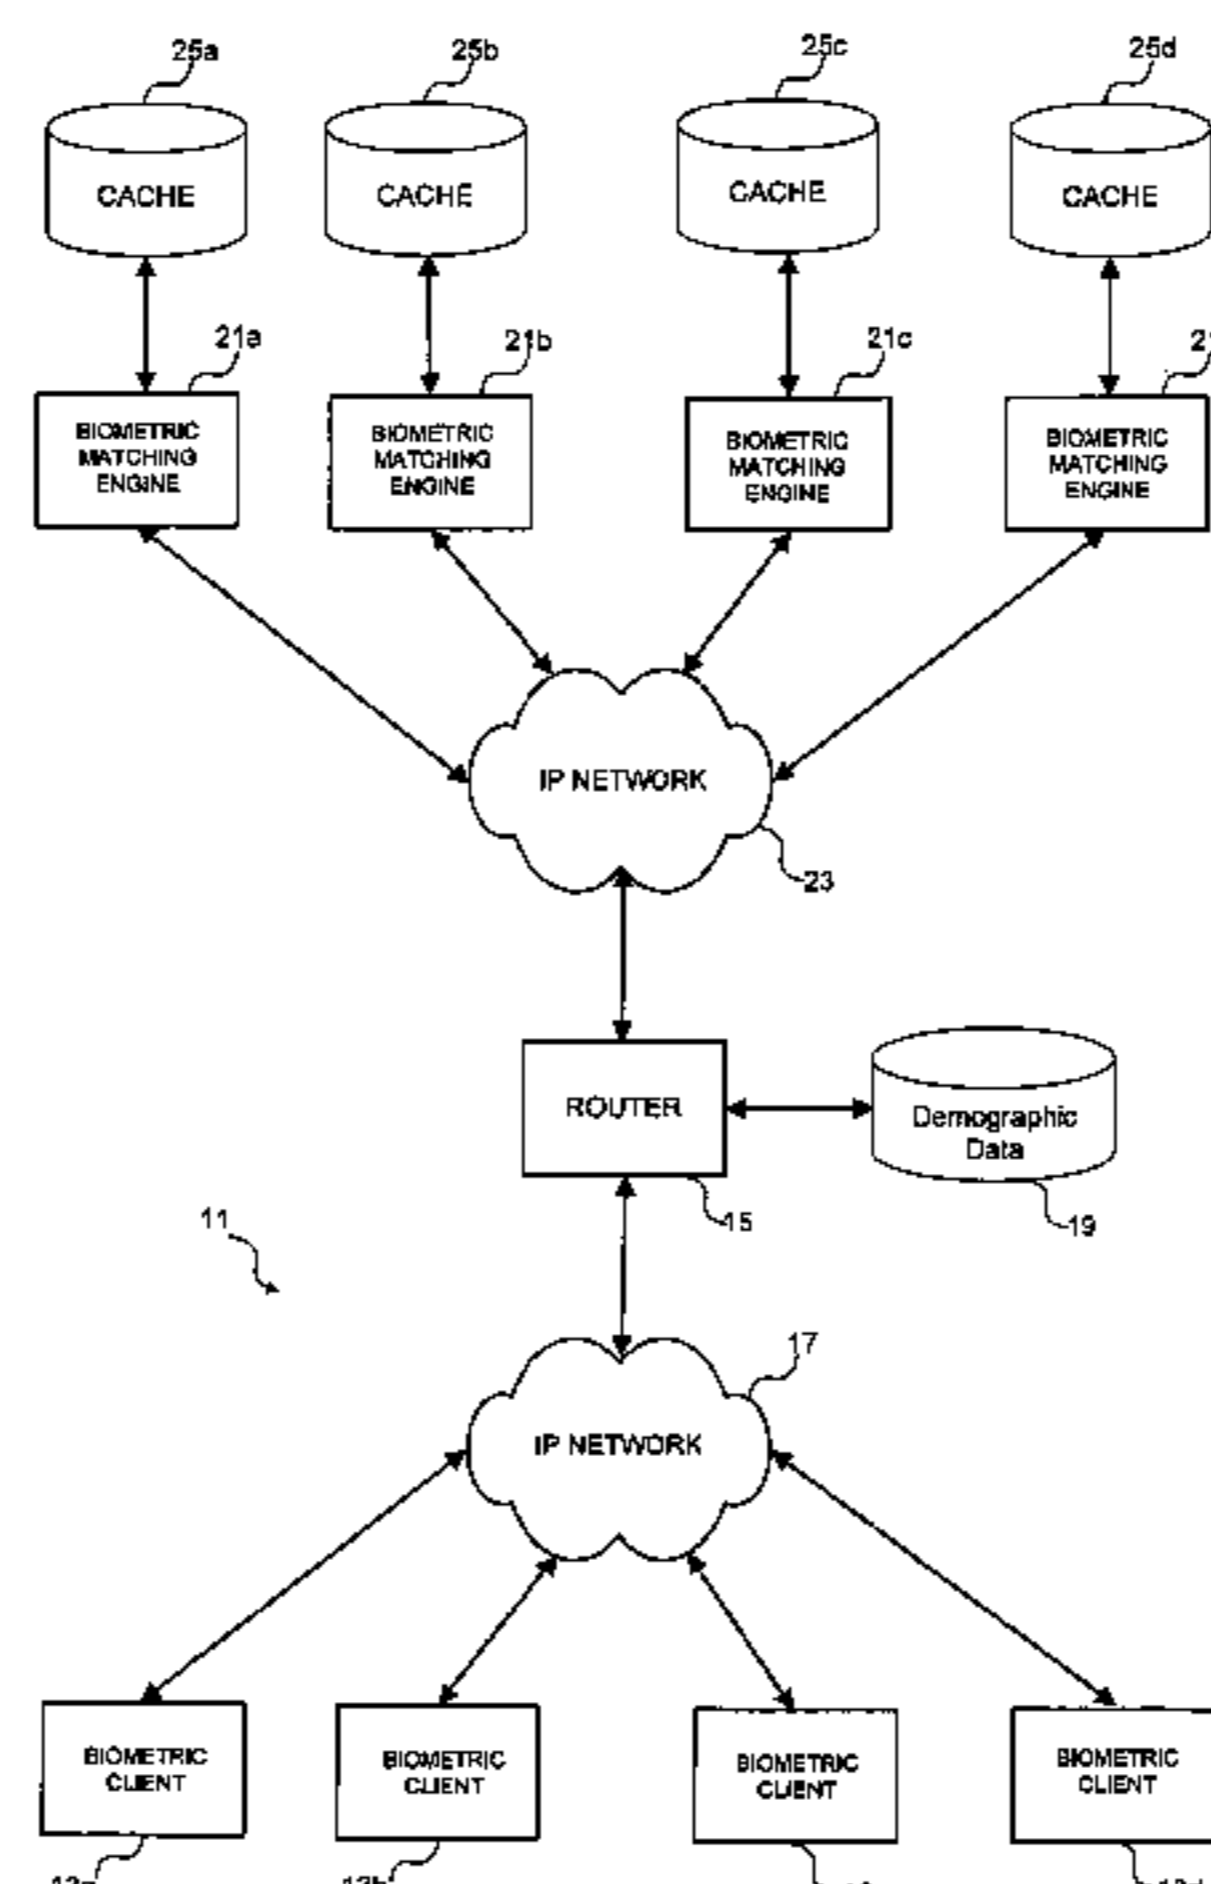 25a
25b
25c
25d
CACHE
CACHE
CACHE
CACHE
21a
21b
21c
BIOMETRIC
MATCHING
ENGINE
BIOMETRIC
MATCHING
ENGINE
BIOMETRIC
MATCHING
ENGINE
BIOMETRIC
MATCHING
ENGINE
IP NETWORK
23
ROUTER
Demographic
Data
15
19
11
17
IP NETWORK
BIOMETRIC
CLIENT
BIOMETRIC
CLIENT
BIOMETRIC
CLIENT
BIOMETRIC
CLIENT